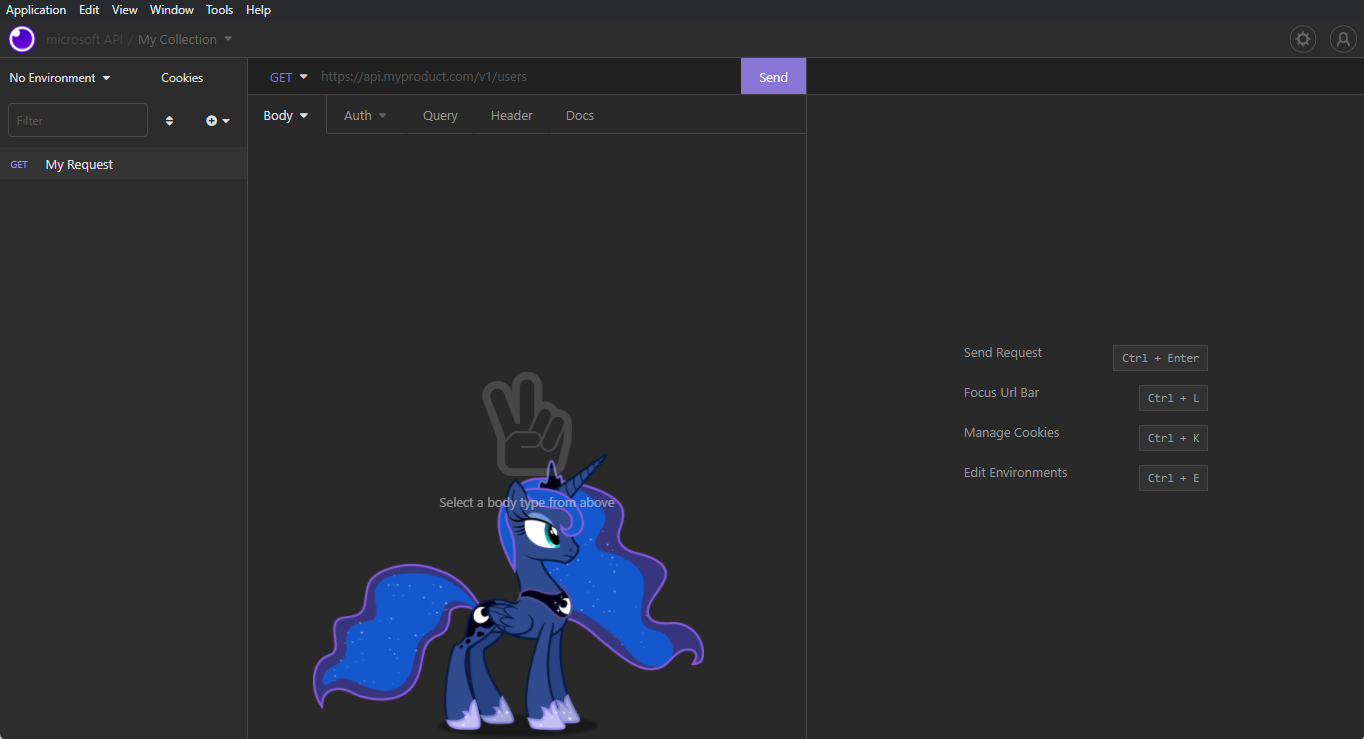 Application Edit View Window Tools Help
microsoft API / My Collection
No Environment Cookies
GET https://api.myproduct.com/v1/users Send
Filter
Body Auth Query Header Docs
GET My Request
Send Request Ctrl + Enter
Focus Url Bar Ctrl + L
Manage Cookies Ctrl + K
Edit Environments Ctrl + E
Select a body type from above